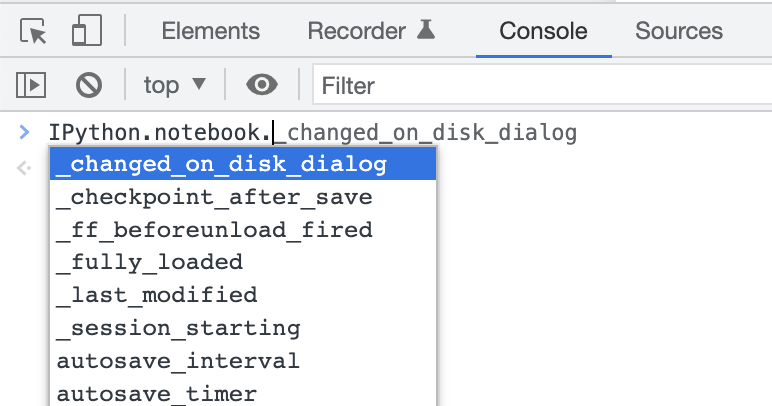 Elements Recorder Console Sources
top Filter
> IPython.notebook._changed_on_disk_dialog
_changed_on_disk_dialog
_checkpoint_after_save
_ff_beforeunload_fired
_fully_loaded
_last_modified
_session_starting
autosave_interval
autosave_timer